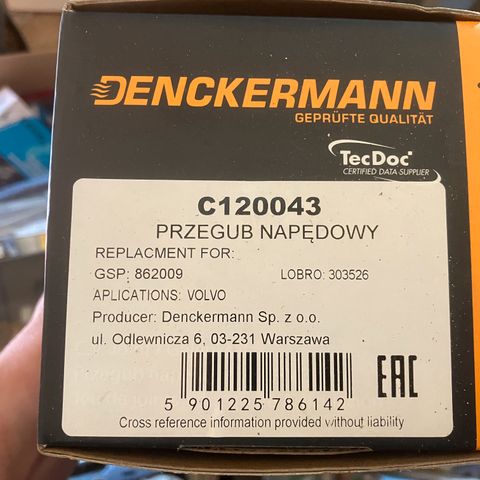 DENCKERMANN
GEPRÜFTE QUALITÄT
TecDoc
CERTIFIED DATA SUPPLIER
C120043
PRZEGUB NAPĘDOWY
REPLACMENT FOR:
GSP: 862009 LOBRO: 303526
APLICATIONS: VOLVO
Producer: Denckermann Sp. z o.o.
ul. Odlewnicza 6, 03-231 Warszawa
EAC
5 901225 786142
Cross reference information provided without liability